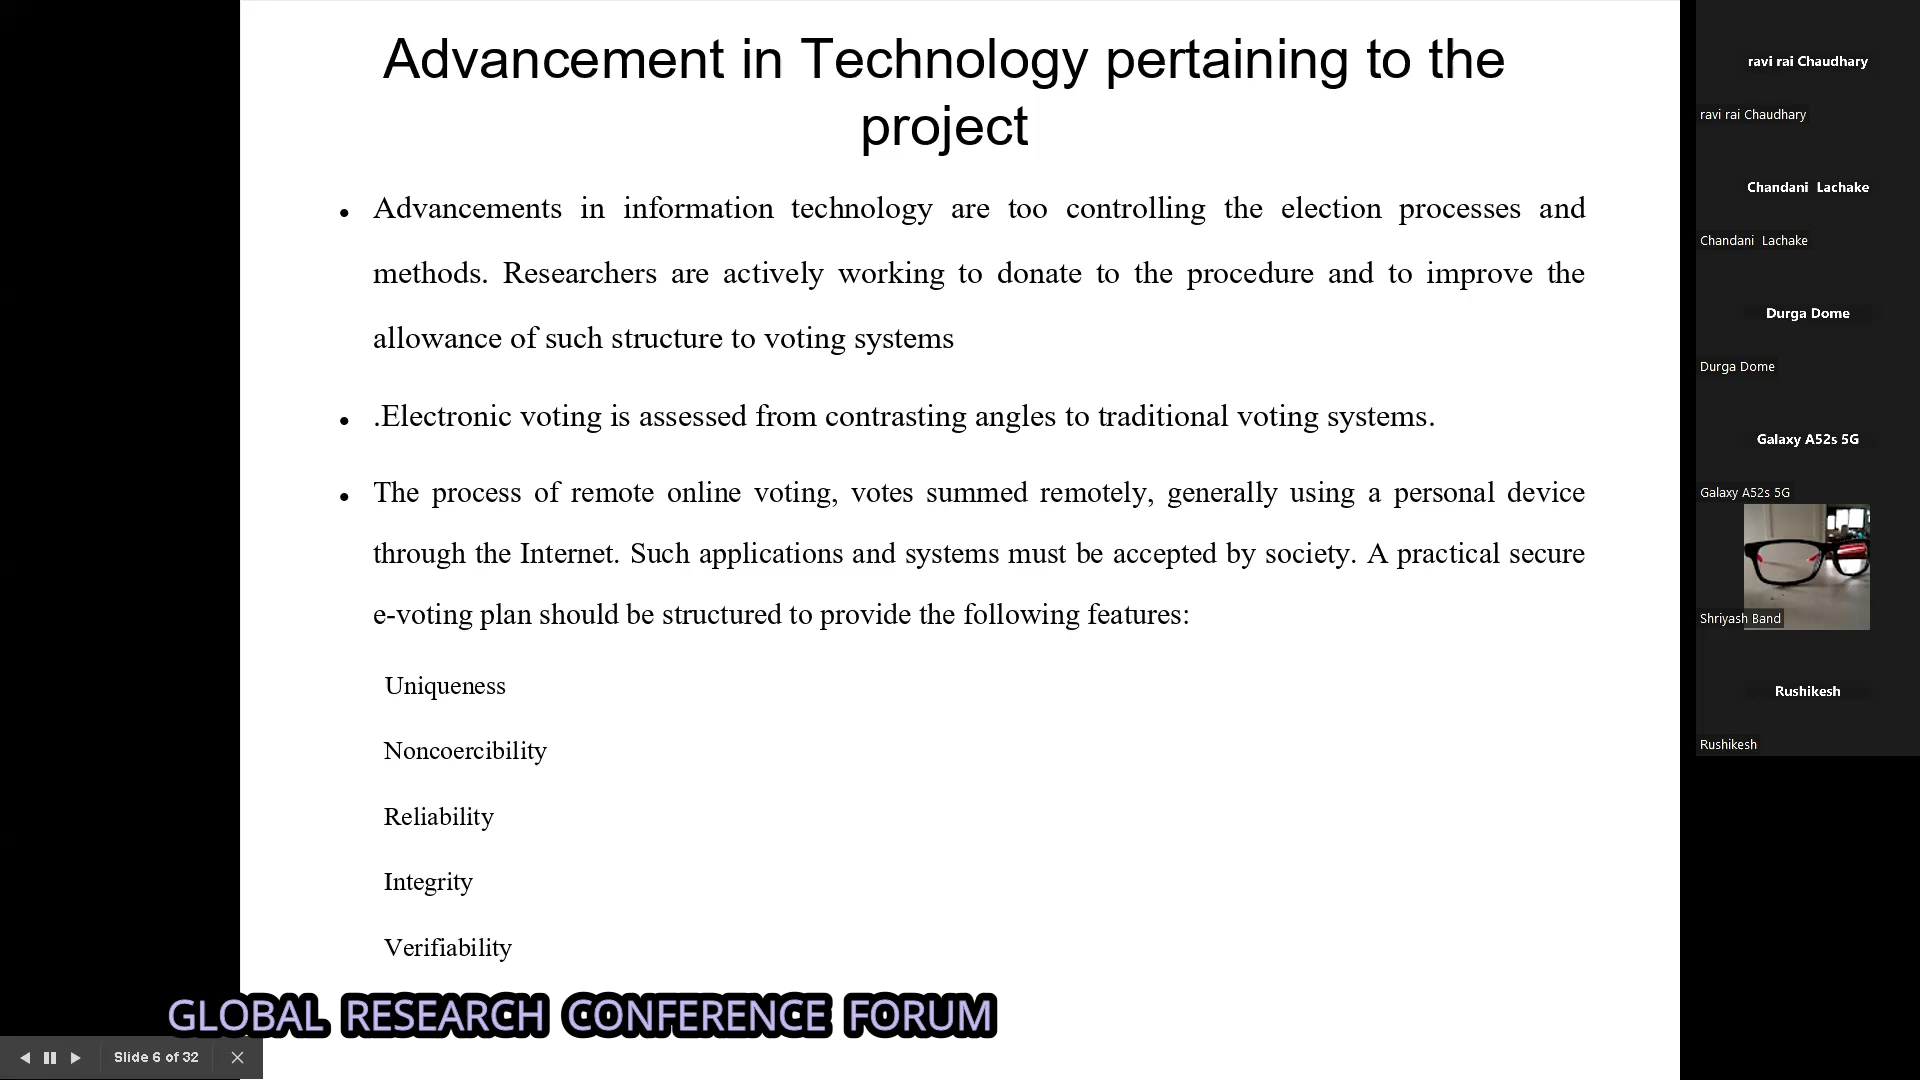 Advancement in Technology pertaining to the
project
• Advancements in information technology are too controlling the election processes and
methods. Researchers are actively working to donate to the procedure and to improve the
allowance of such structure to voting systems
• .Electronic voting is assessed from contrasting angles to traditional voting systems.
• The process of remote online voting, votes summed remotely, generally using a personal device
through the Internet. Such applications and systems must be accepted by society. A practical secure
e-voting plan should be structured to provide the following features:
Uniqueness
Noncoercibility
Reliability
Integrity
Verifiability
GLOBAL RESEARCH CONFERENCE FORUM
Slide 6 of 32
ravi rai Chaudhary
ravi rai Chaudhary
Chandani Lachake
Chandani Lachake
Durga Dome
Durga Dome
Galaxy A52s 5G
Galaxy A52s 5G
Shriyash Band
Rushikesh
Rushikesh